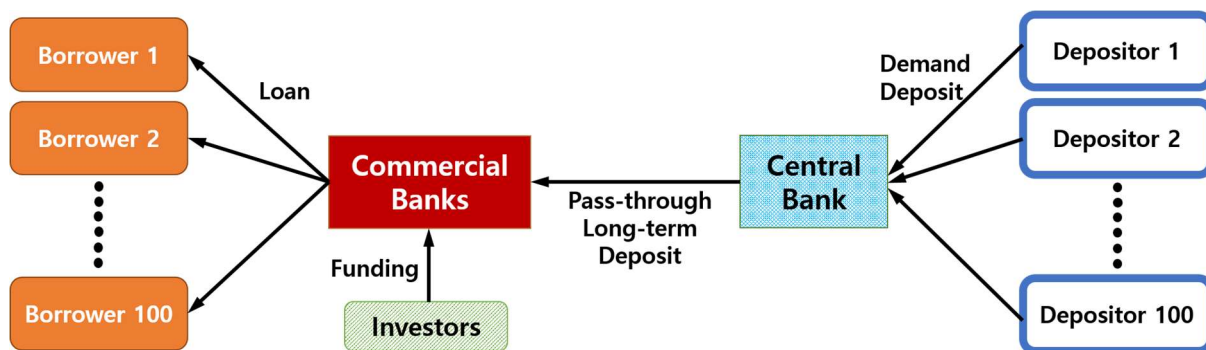 Borrower 1
Borrower 2
Borrower 100
Loan
Commercial
Banks
Funding
Investors
Pass-through
Long-term
Deposit
Central
Bank
Demand
Deposit
Depositor 1
Depositor 2
Depositor 100